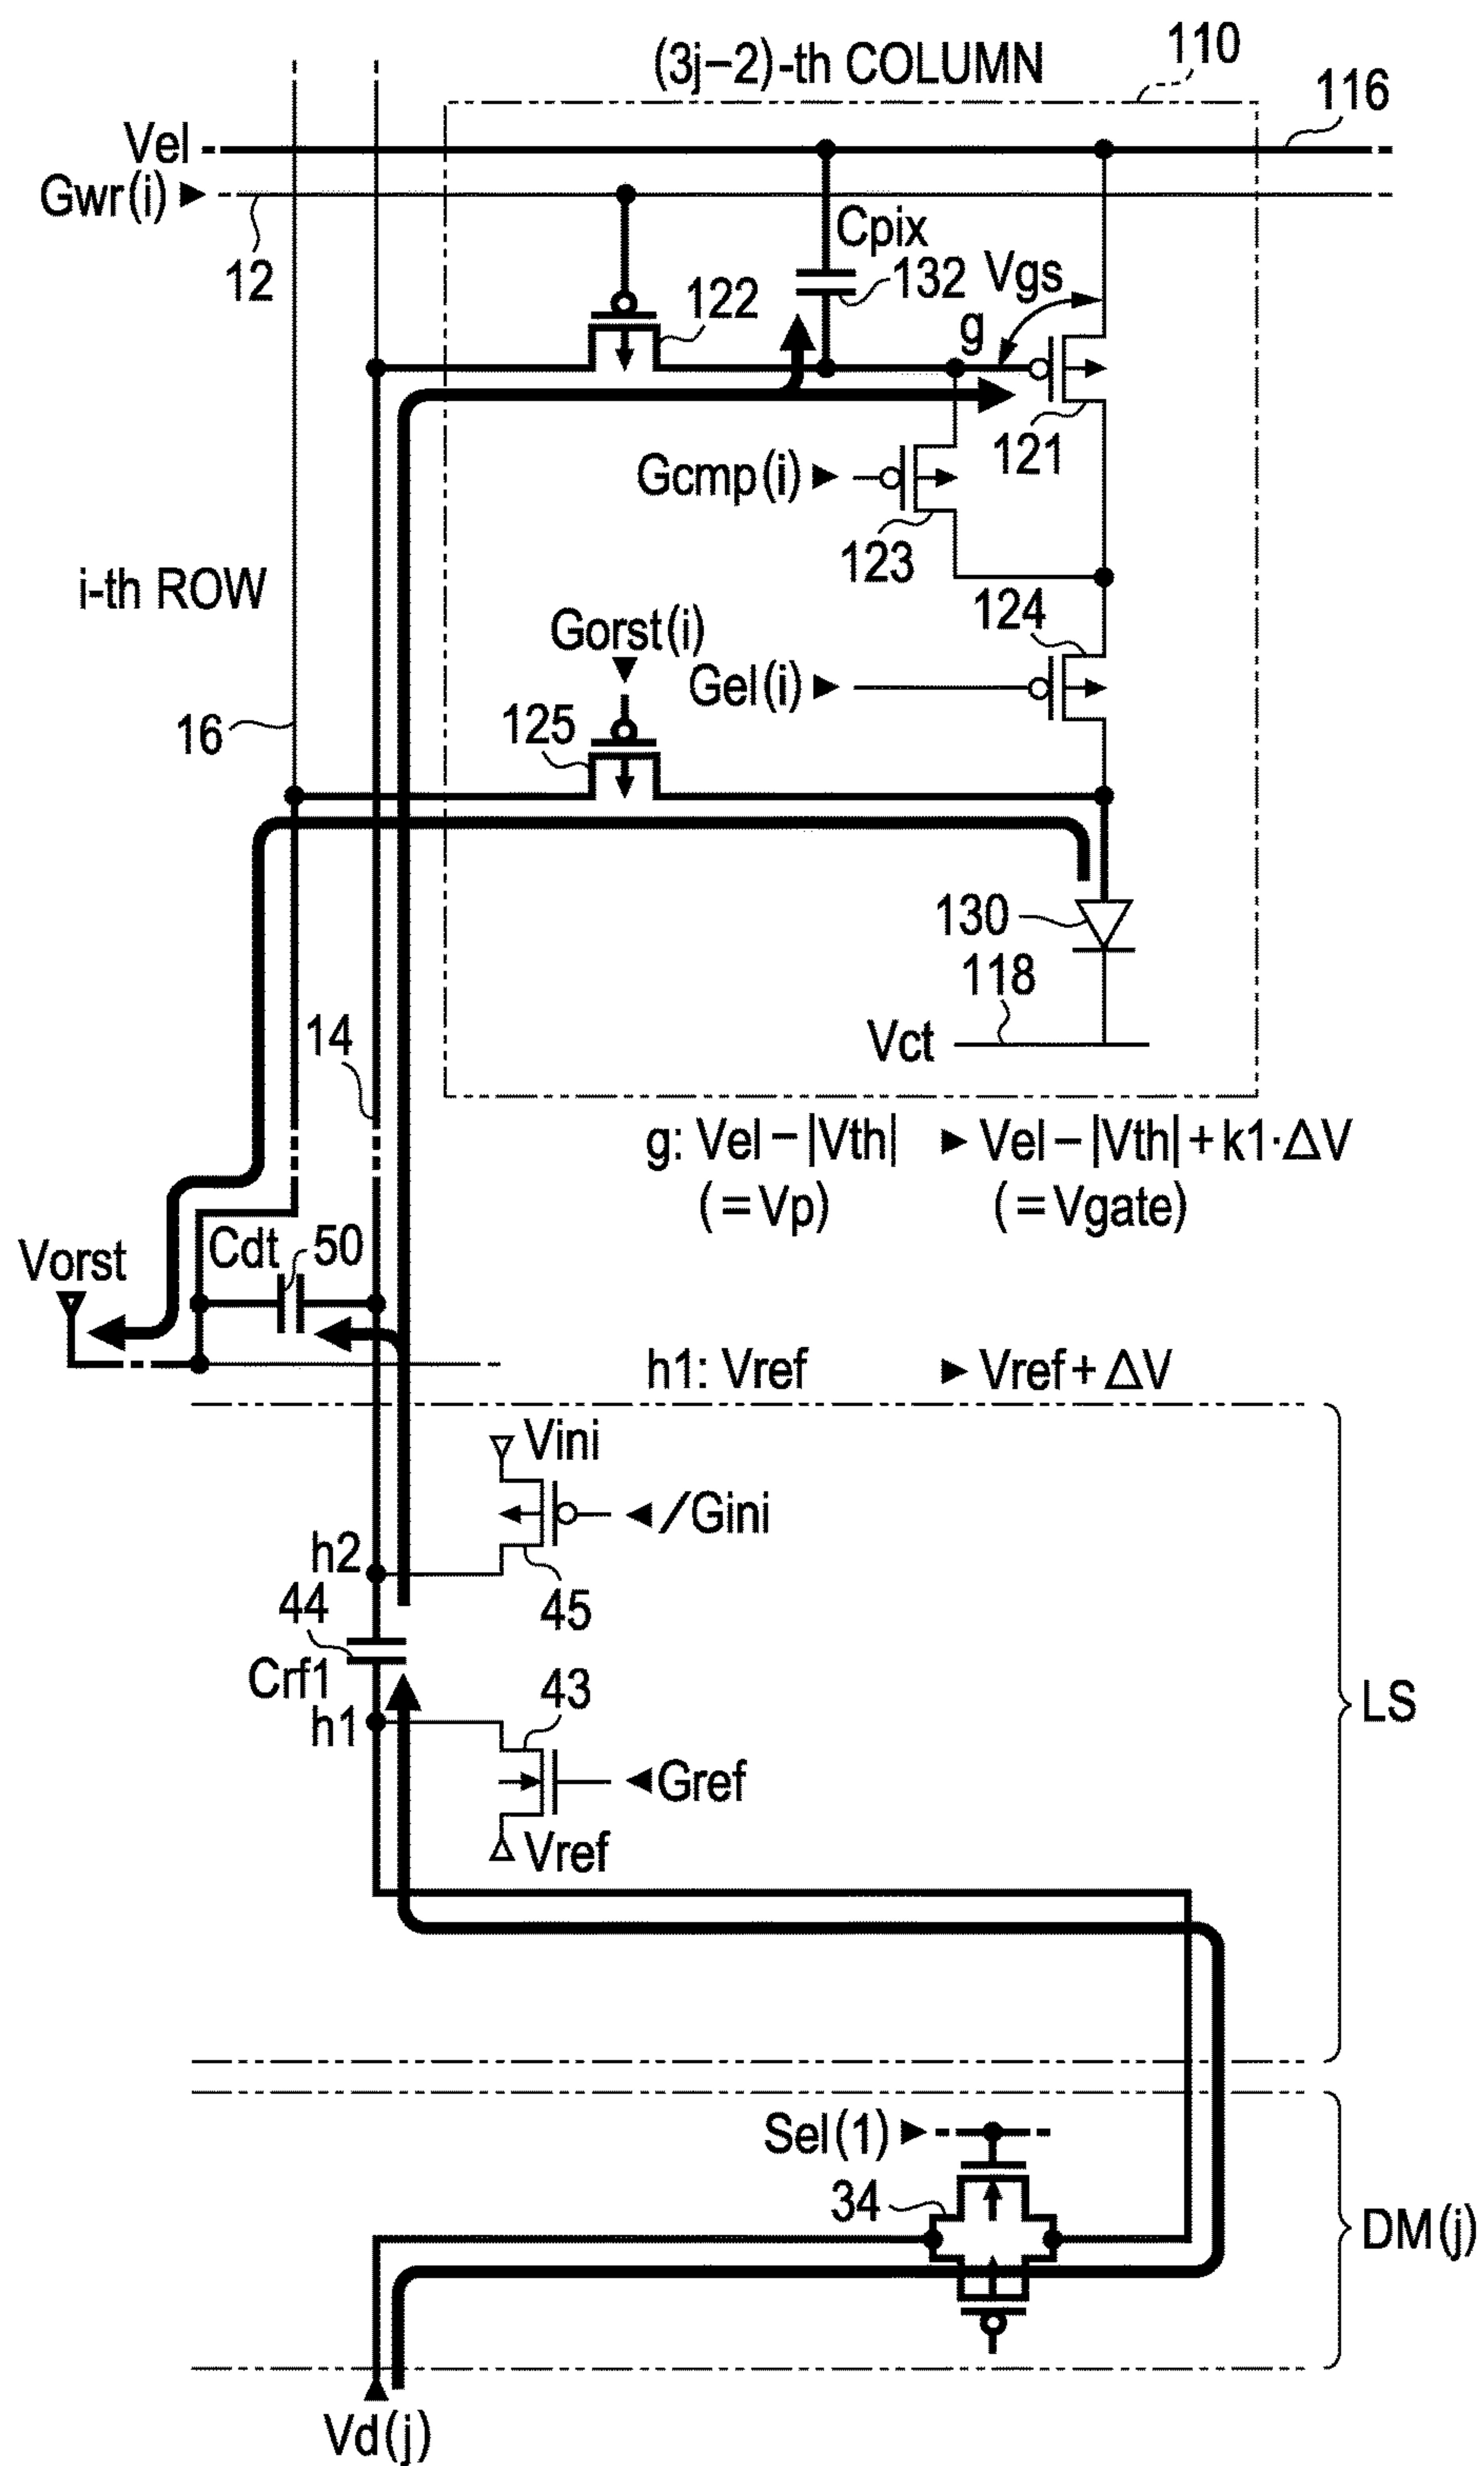 (3j−2)-th COLUMN
110
116
Vel
Gwr(i)
12
Cpix
132
Vgs
122
g
121
Gcmp(i)
123
i-th ROW
124
Gorst(i)
Gel(i)
16
125
130
118
14
Vct
g: Vel−|Vth| ► Vel−|Vth|+k1·ΔV
(=Vp) (=Vgate)
Cdt 50
Vorst
h1: Vref ► Vref+ΔV
Vini
/Gini
h2
44
45
Crf1
43
h1
LS
Gref
Vref
Sel(1)
34
DM(j)
Vd(j)